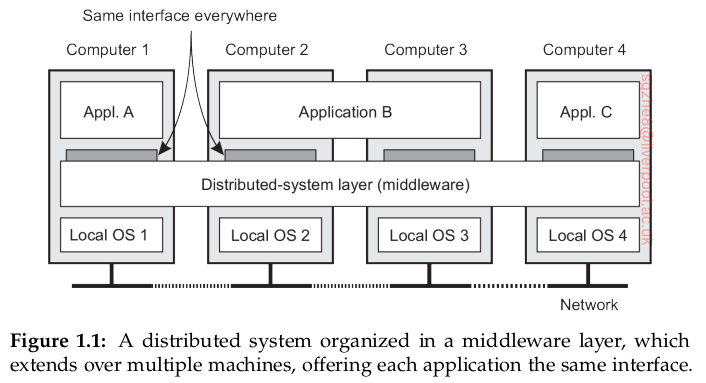 Same interface everywhere
Computer 1
Computer 2
Computer 3
Computer 4
Appl. A
Application B
Appl. C
Distributed-system layer (middleware)
Local OS 1
Local OS 2
Local OS 3
Local OS 4
Network
sgzhe8@liverpool.ac.uk
Figure 1.1: A distributed system organized in a middleware layer, which
extends over multiple machines, offering each application the same interface.